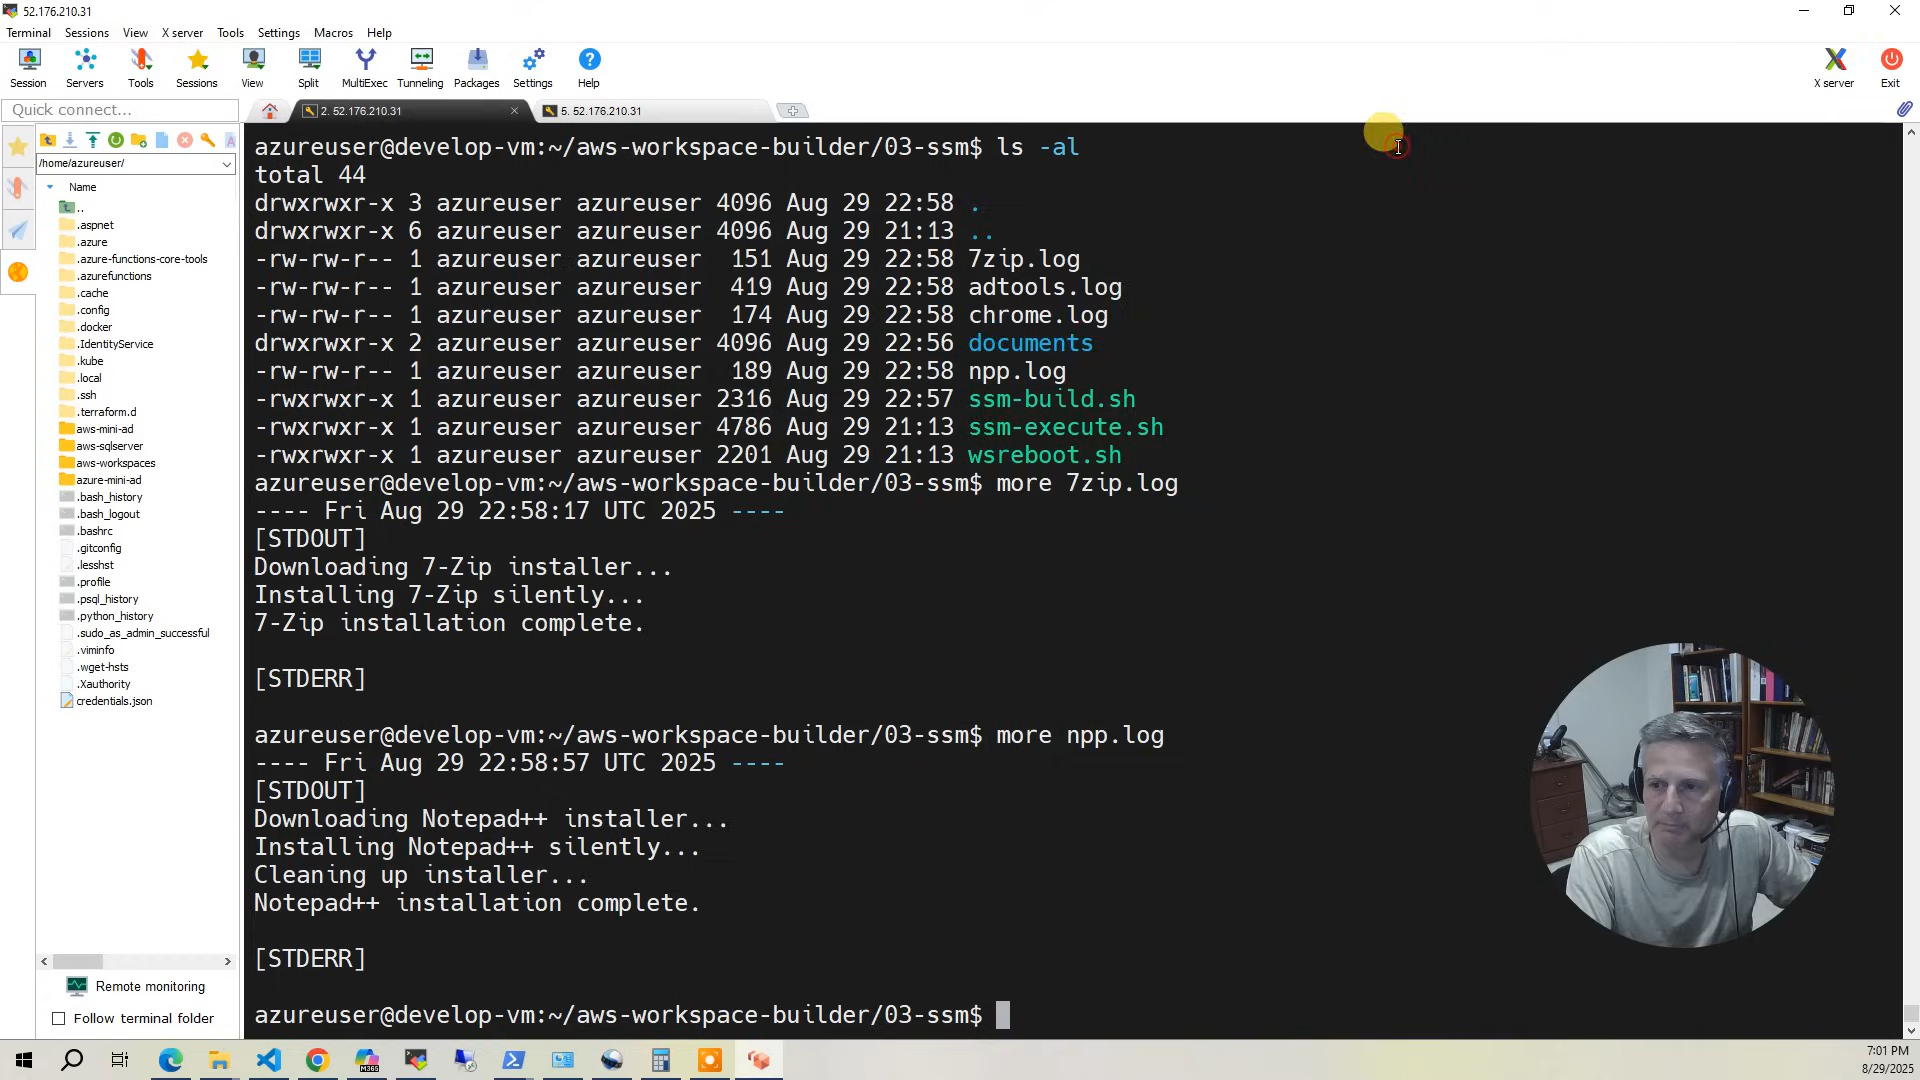 52.176.210.31
Terminal Sessions View X server Tools Settings Macros Help
Session Servers Tools Sessions View Split MultiExec Tunneling Packages Settings Help X server Exit
Quick connect...
2. 52.176.210.31
5. 52.176.210.31
/home/azureuser/
Name
..
.aspnet
.azure
.azure-functions-core-tools
.azurefunctions
.cache
.config
.docker
.IdentityService
.kube
.local
.ssh
.terraform.d
aws-mini-ad
aws-sqlserver
aws-workspaces
azure-mini-ad
.bash_history
.bash_logout
.bashrc
.gitconfig
.lesshst
.profile
.psql_history
.python_history
.sudo_as_admin_successful
.viminfo
.wget-hsts
.Xauthority
credentials.json
Remote monitoring
Follow terminal folder
azureuser@develop-vm:~/aws-workspace-builder/03-ssm$ ls -al
total 44
drwxrwxr-x 3 azureuser azureuser 4096 Aug 29 22:58 .
drwxrwxr-x 6 azureuser azureuser 4096 Aug 29 21:13 ..
-rw-rw-r-- 1 azureuser azureuser  151 Aug 29 22:58 7zip.log
-rw-rw-r-- 1 azureuser azureuser  419 Aug 29 22:58 adtools.log
-rw-rw-r-- 1 azureuser azureuser  174 Aug 29 22:58 chrome.log
drwxrwxr-x 2 azureuser azureuser 4096 Aug 29 22:56 documents
-rw-rw-r-- 1 azureuser azureuser  189 Aug 29 22:58 npp.log
-rwxrwxr-x 1 azureuser azureuser 2316 Aug 29 22:57 ssm-build.sh
-rwxrwxr-x 1 azureuser azureuser 4786 Aug 29 21:13 ssm-execute.sh
-rwxrwxr-x 1 azureuser azureuser 2201 Aug 29 21:13 wsreboot.sh
azureuser@develop-vm:~/aws-workspace-builder/03-ssm$ more 7zip.log
---- Fri Aug 29 22:58:17 UTC 2025 ----
[STDOUT]
Downloading 7-Zip installer...
Installing 7-Zip silently...
7-Zip installation complete.
[STDERR]
azureuser@develop-vm:~/aws-workspace-builder/03-ssm$ more npp.log
---- Fri Aug 29 22:58:57 UTC 2025 ----
[STDOUT]
Downloading Notepad++ installer...
Installing Notepad++ silently...
Cleaning up installer...
Notepad++ installation complete.
[STDERR]
azureuser@develop-vm:~/aws-workspace-builder/03-ssm$
M365
7:01 PM
8/29/2025